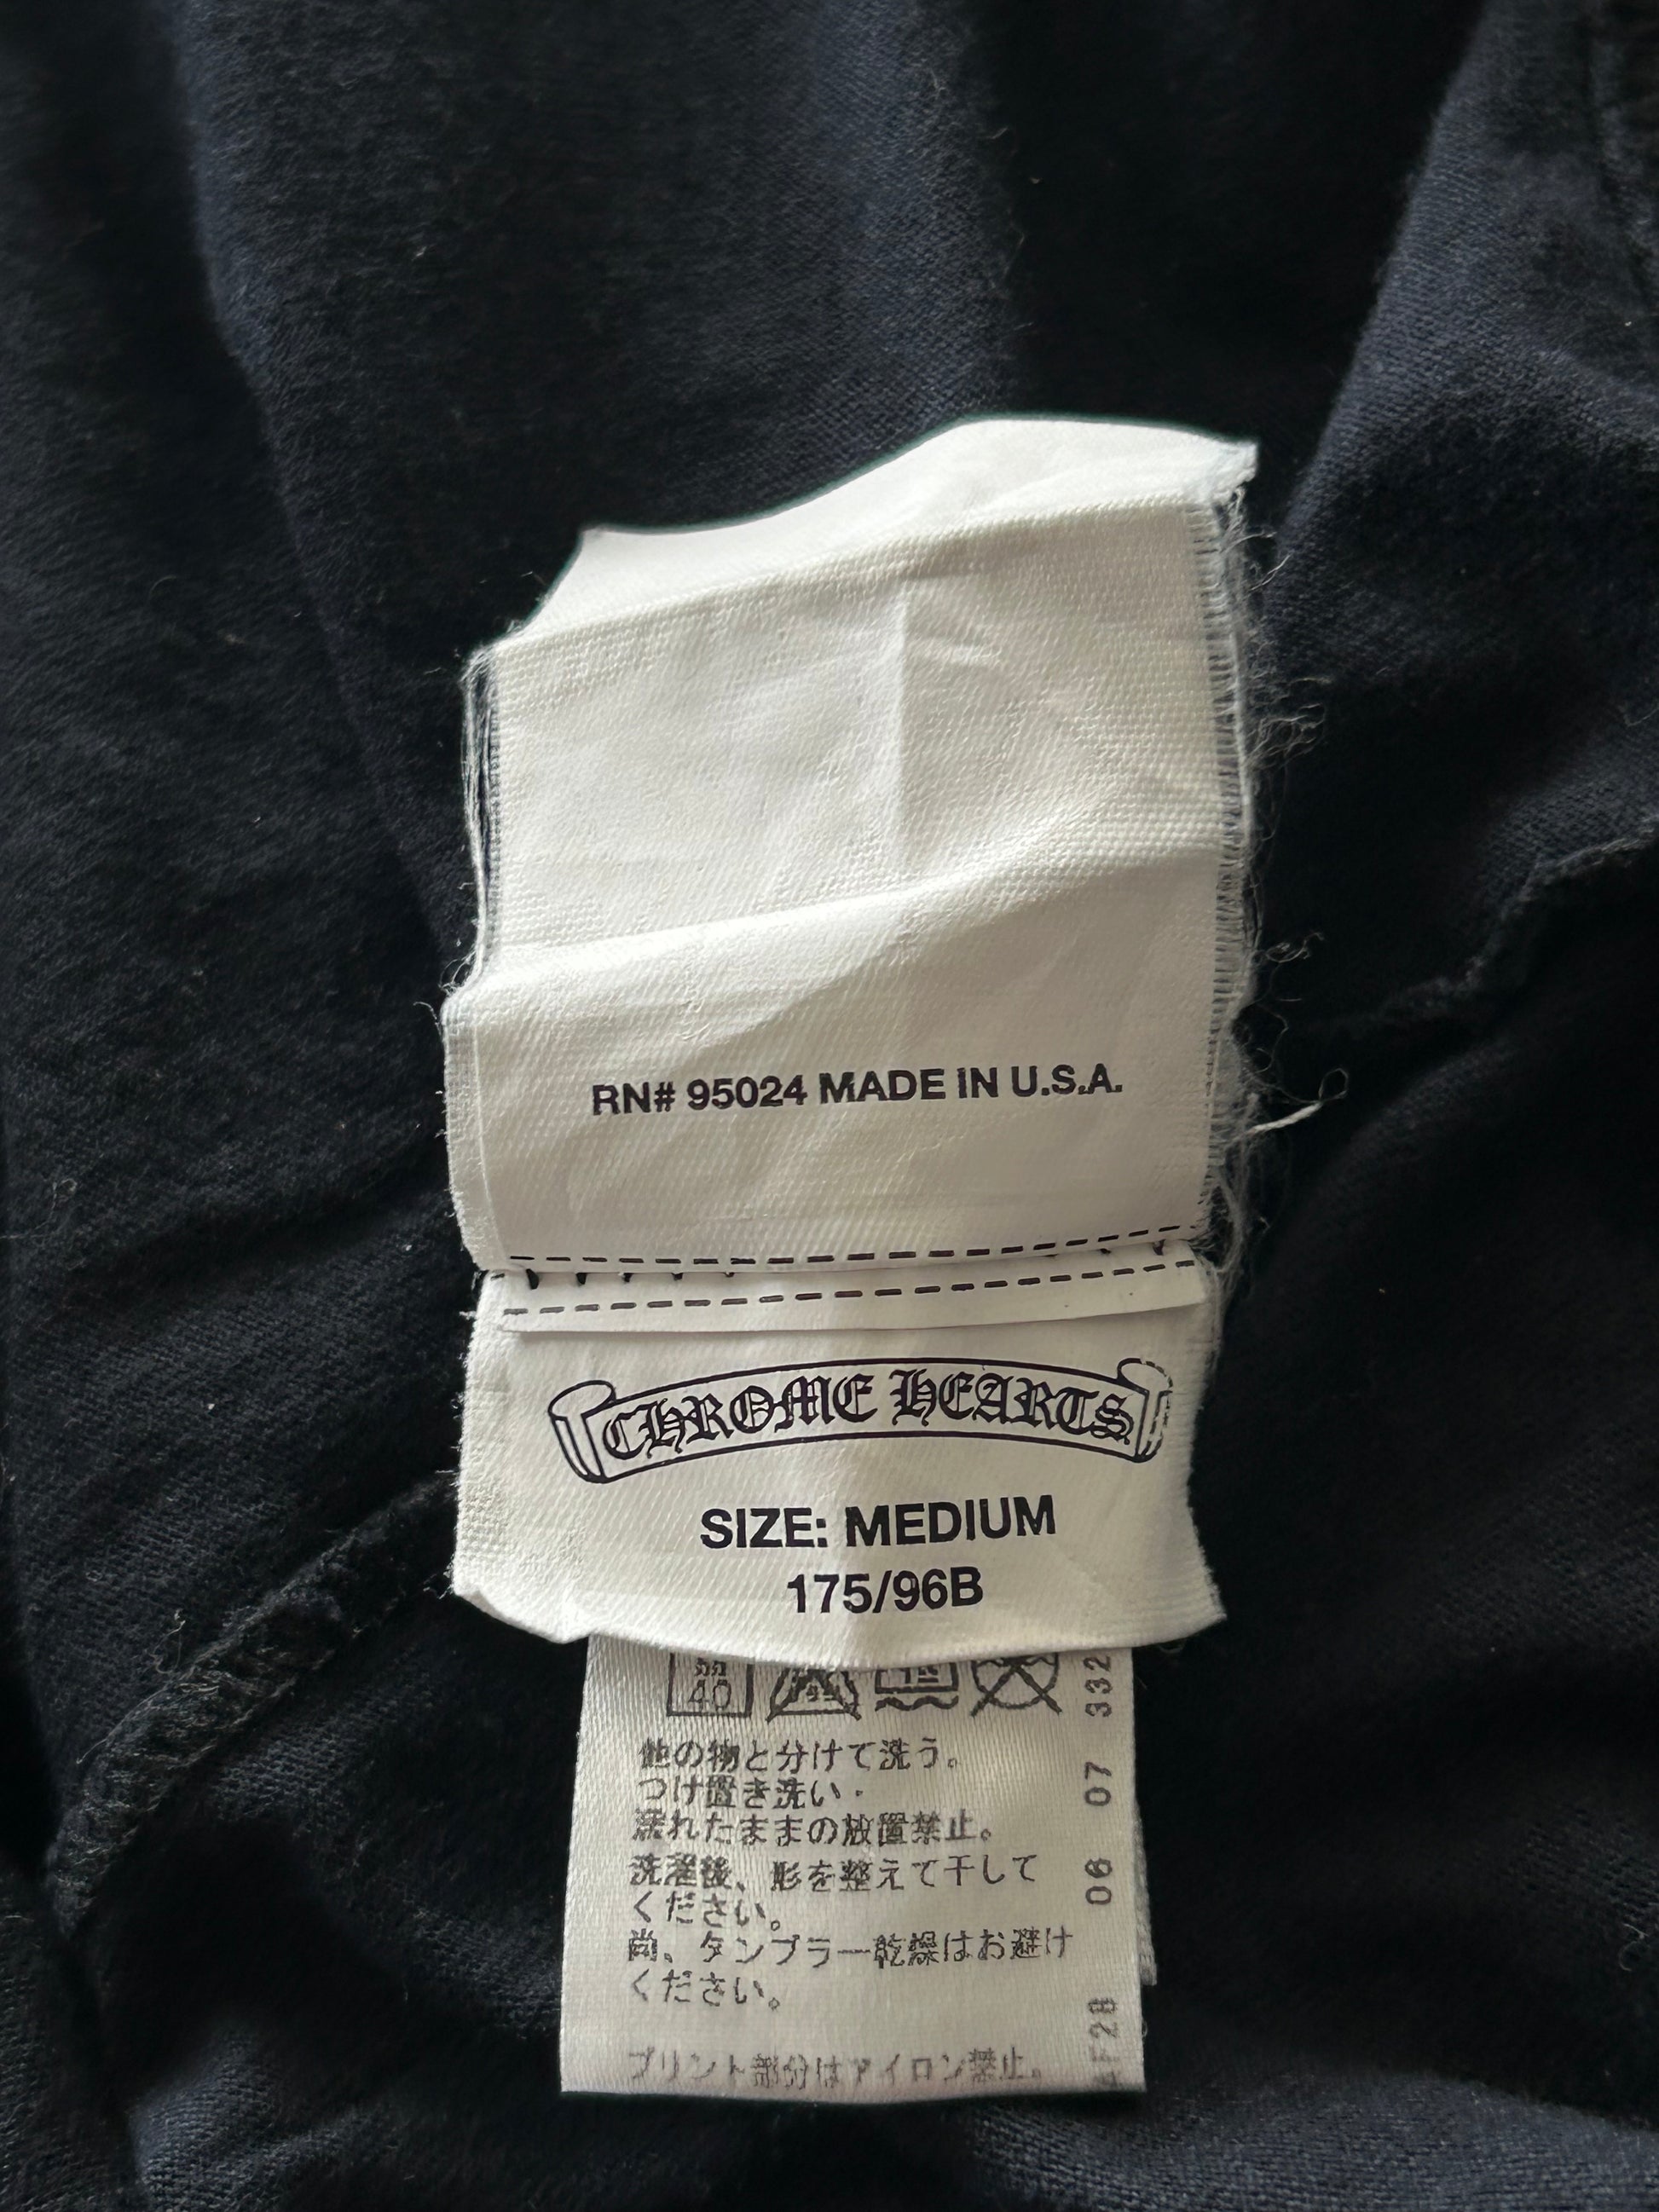 RN# 95024 MADE IN U.S.A.
CHROME HEARTS
SIZE: MEDIUM
175/96B
40
他の物と分けて洗う。
つけ置き洗い・
濡れたままの放置禁止。
洗濯後、形を整えて干して
ください。
尚、タンブラー乾燥はお避け
ください。
プリント部分はアイロン禁止。
06 07 332